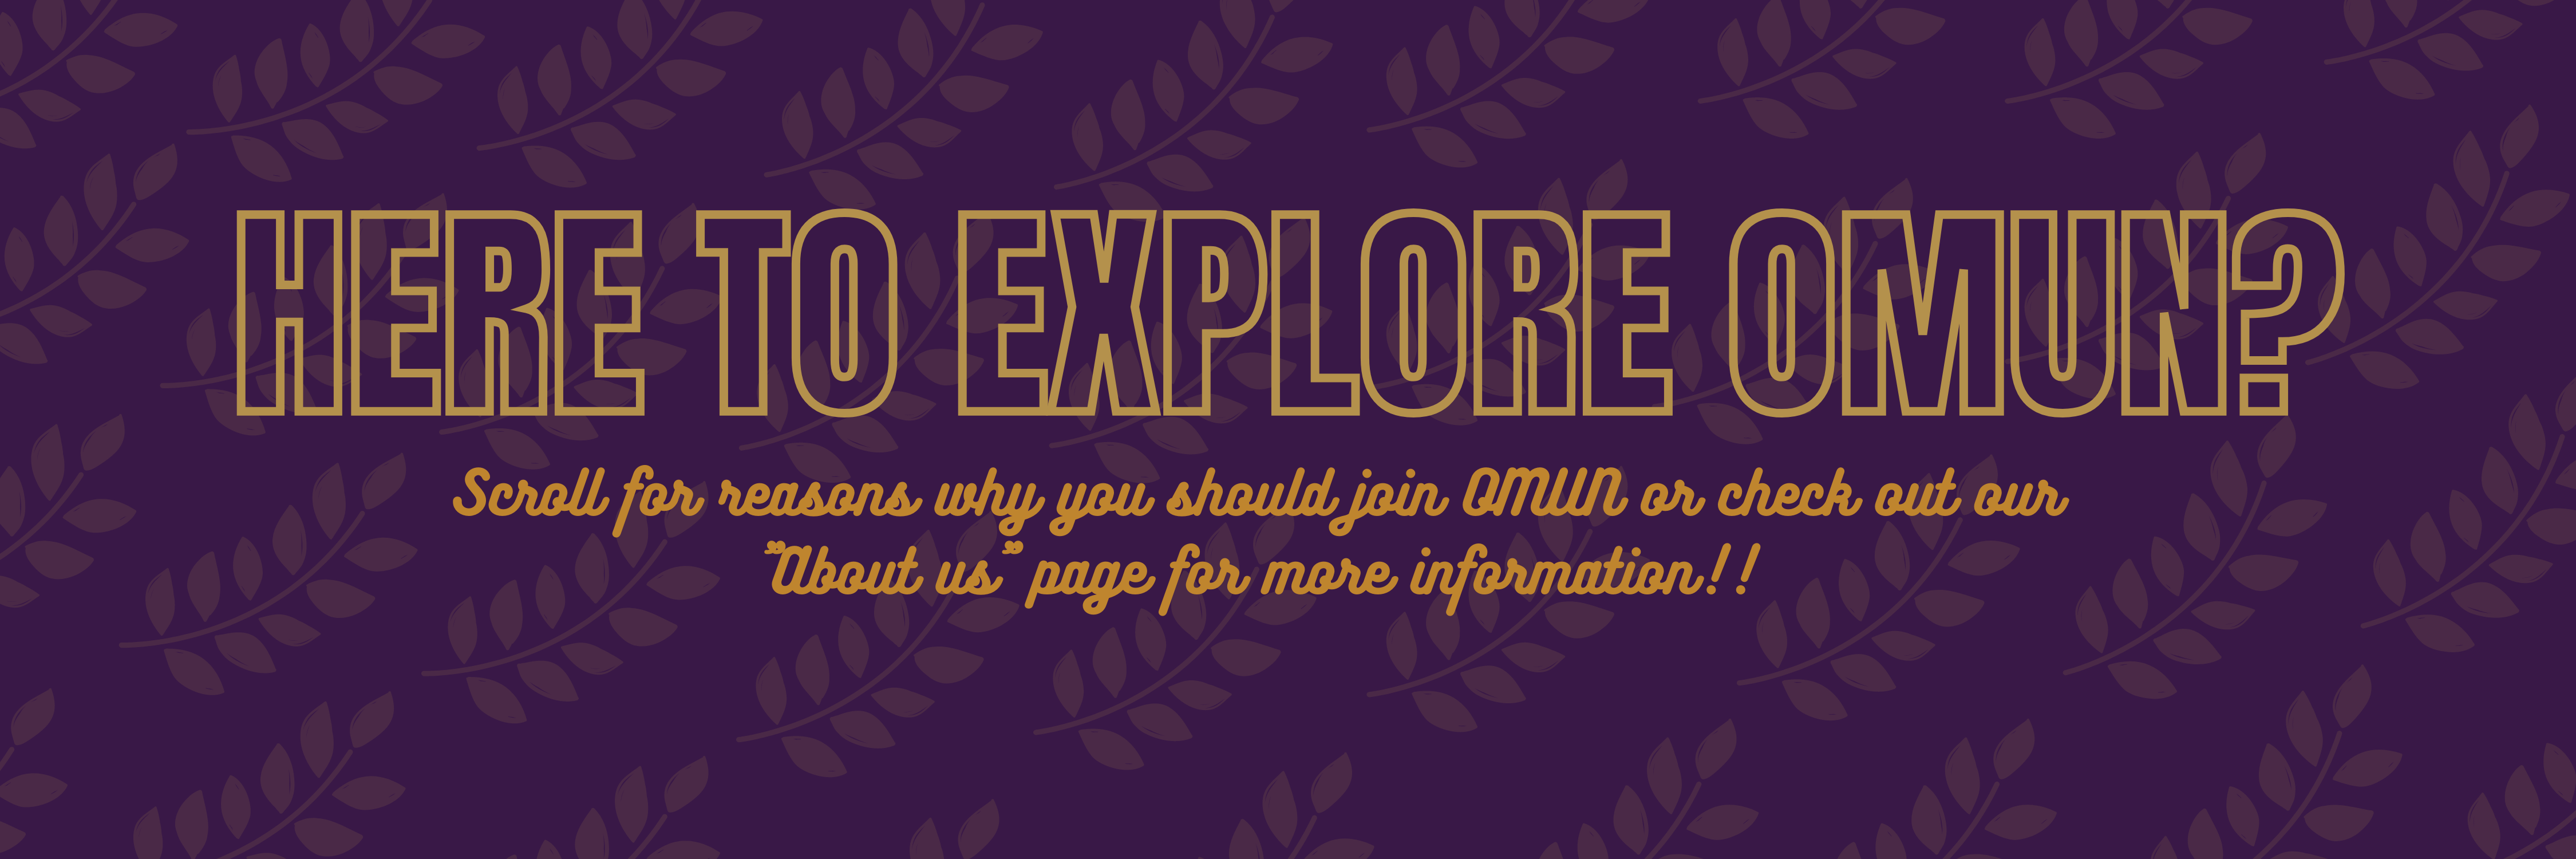 HERE TO EXPLORE OMUN?
Scroll for reasons why you should join OMUN or check out our
"About us" page for more information!!